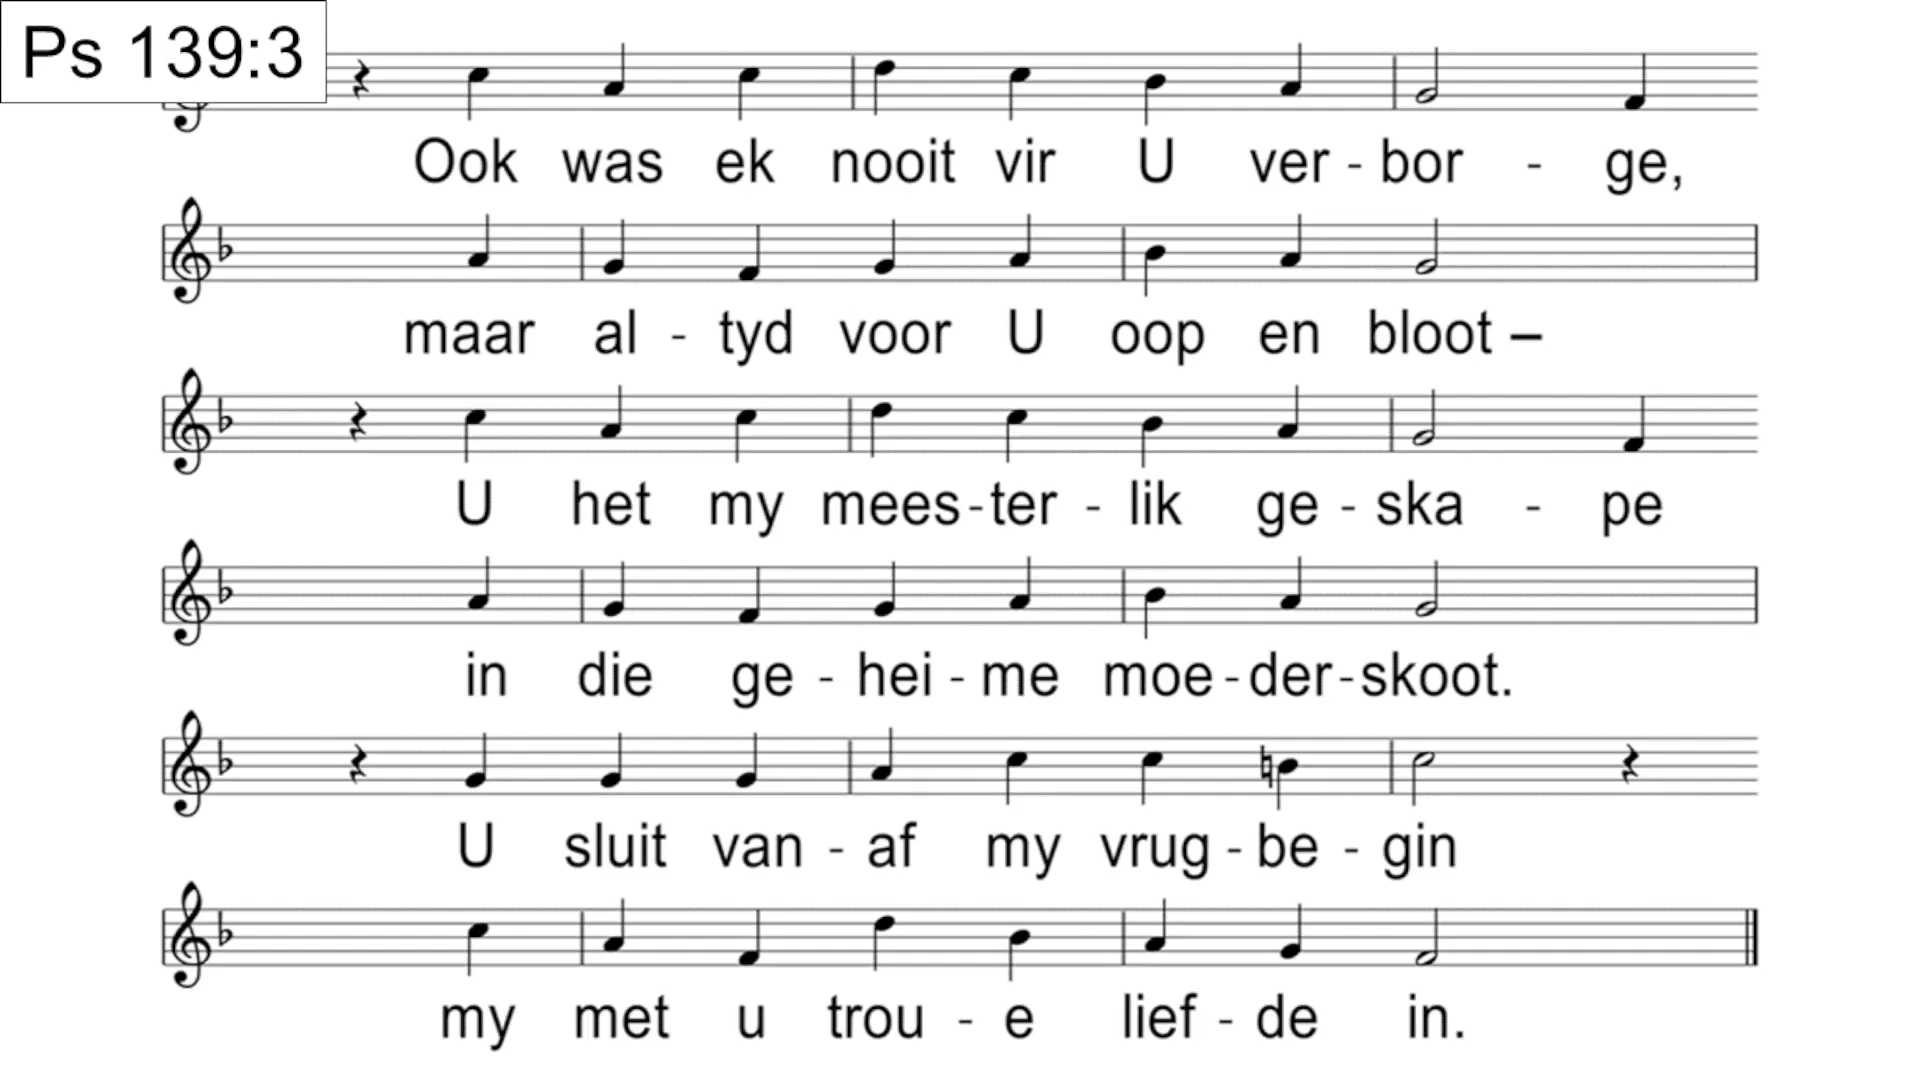 Ps 139:3
Ook was ek nooit vir U ver - bor - ge,
maar al - tyd voor U oop en bloot –
U het my mees - ter - lik ge - ska - pe
in die ge - hei - me moe - der - skoot.
U sluit van - af my vrug - be - gin
my met u trou - e lief - de in.